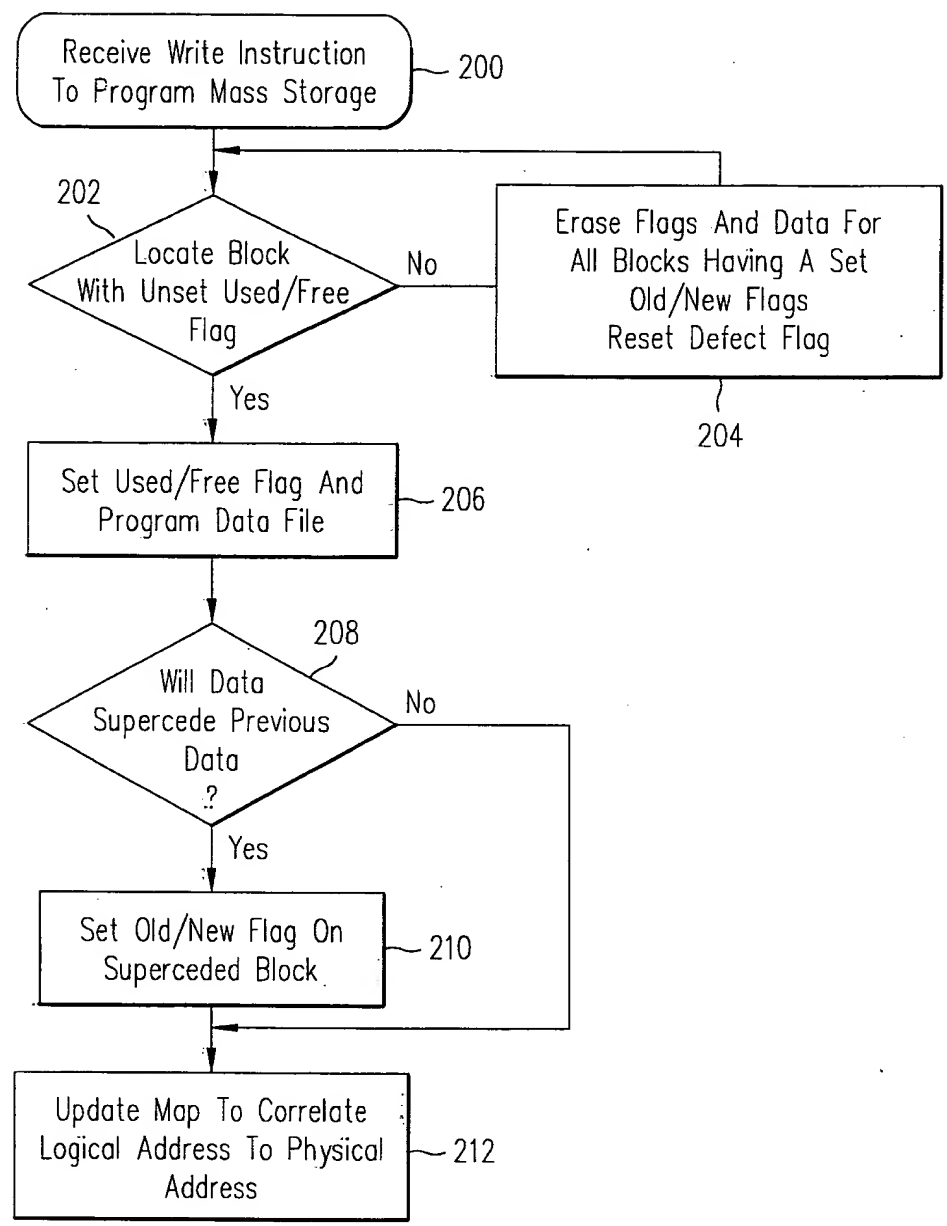 Receive Write Instruction
To Program Mass Storage
200
202
Locate Block
With Unset Used/Free
Flag
No
Erase Flags And Data For
All Blocks Having A Set
Old/New Flags
Reset Defect Flag
204
Yes
Set Used/Free Flag And
Program Data File
206
208
Will Data
Supercede Previous
Data
?
No
Yes
Set Old/New Flag On
Superceded Block
210
Update Map To Correlate
Logical Address To Physical
Address
212